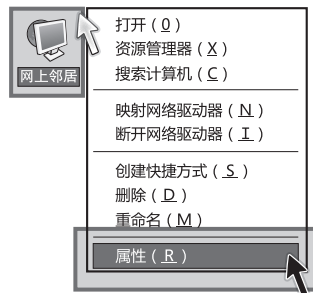 网上邻居
打开(0)
资源管理器(X)
搜索计算机(C)
映射网络驱动器(N)
断开网络驱动器(I)
创建快捷方式(S)
删除(D)
重命名(M)
属性(R)